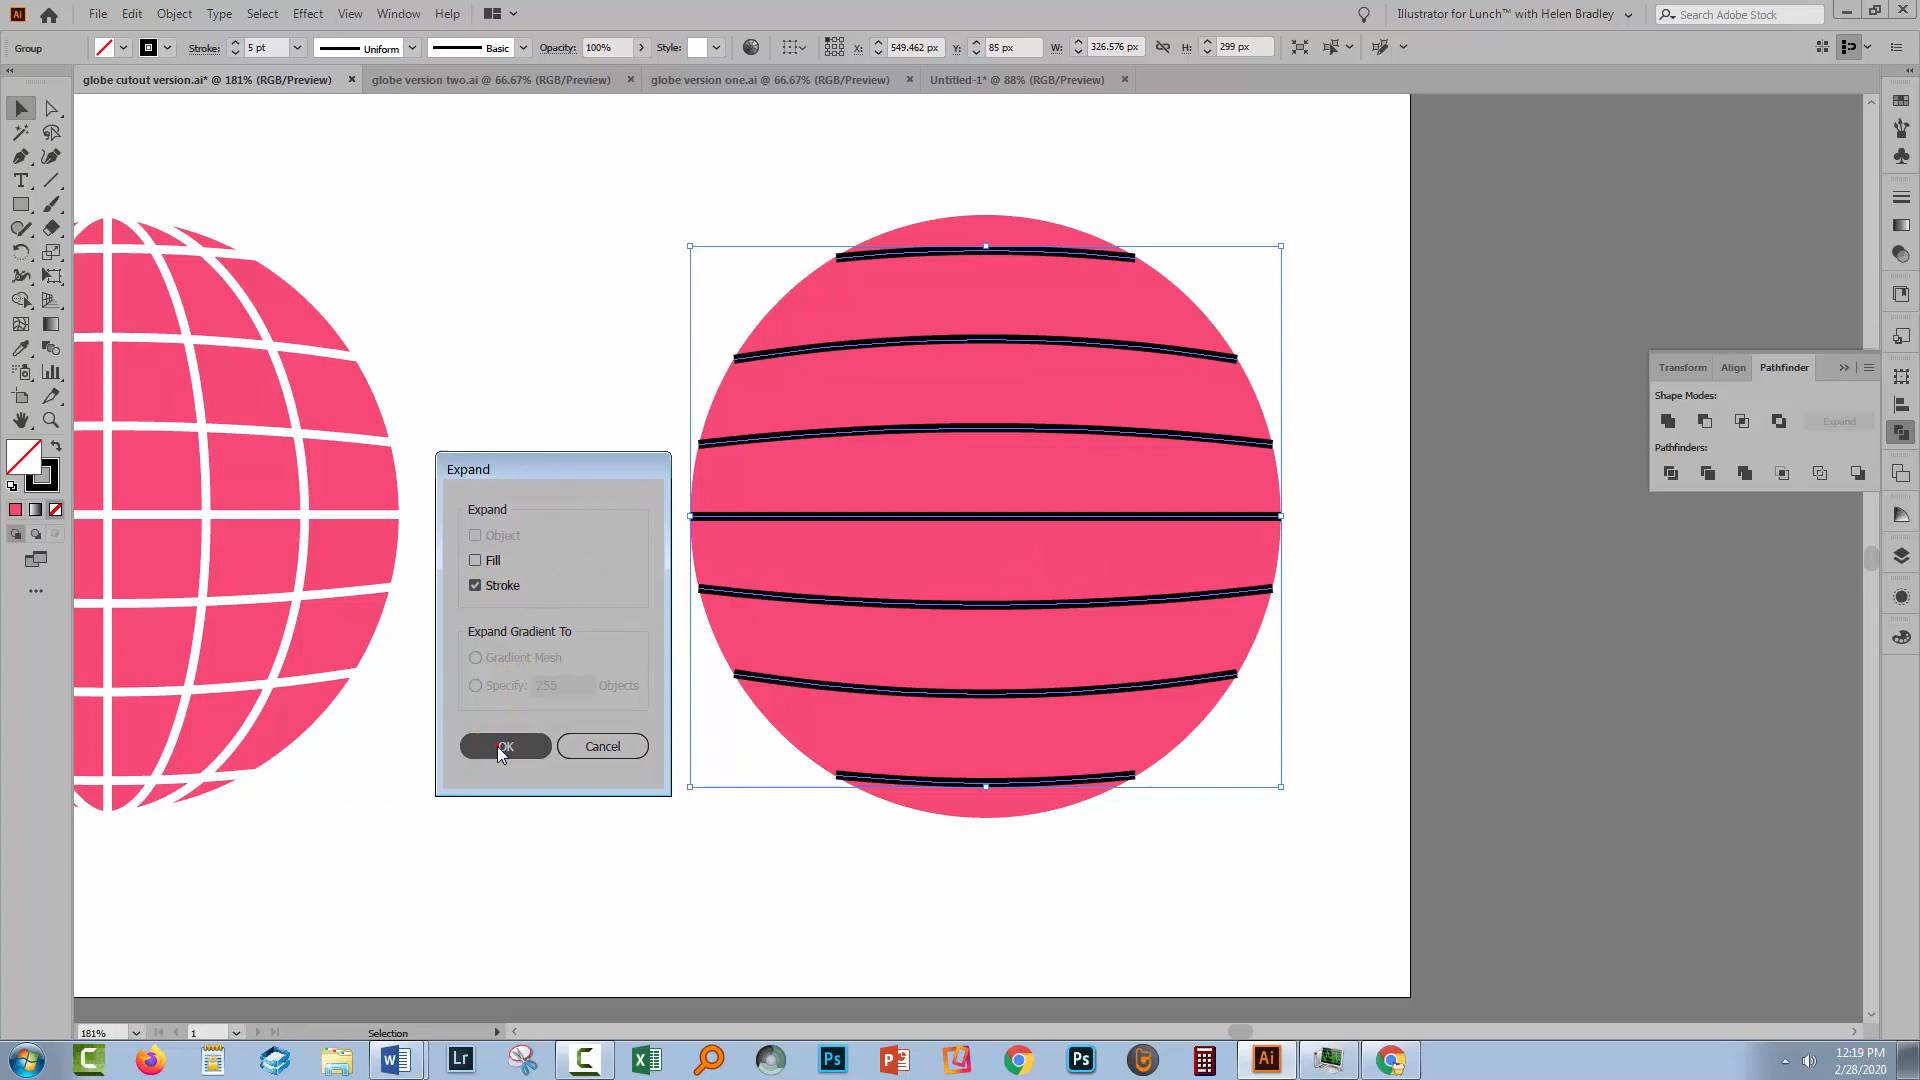 Ai File Edit Object Type Select Effect View Window Help Illustrator for Lunch™ with Helen Bradley Search Adobe Stock
Group Stroke: 5 pt Uniform Basic Opacity: 100% Style: X: 549.462 px Y: 85 px W: 326.576 px H: 299 px
globe cutout version.ai* @ 181% (RGB/Preview) × globe version two.ai @ 66.67% (RGB/Preview) × globe version one.ai @ 66.67% (RGB/Preview) × Untitled-1* @ 88% (RGB/Preview) ×
Transform Align Pathfinder
Shape Modes:
Expand
Pathfinders:
Expand
Expand
Object
Fill
Stroke
Expand Gradient To
Gradient Mesh
Specify: 255 Objects
OK Cancel
181% 1 Selection
Lr Ps Ps Ai
12:19 PM
2/28/2020